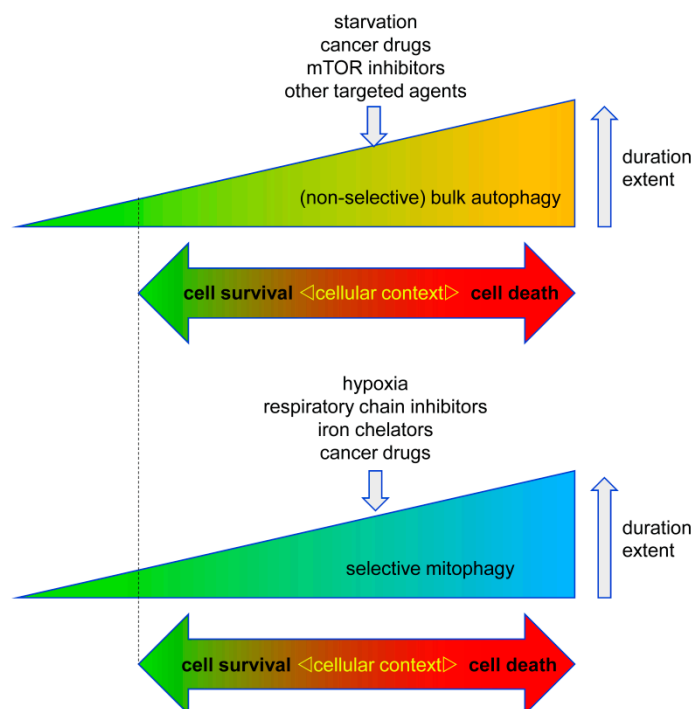 starvation
cancer drugs
mTOR inhibitors
other targeted agents
duration
extent
(non-selective) bulk autophagy
cell survival ◁cellular context▷ cell death
hypoxia
respiratory chain inhibitors
iron chelators
cancer drugs
duration
extent
selective mitophagy
cell survival ◁cellular context▷ cell death